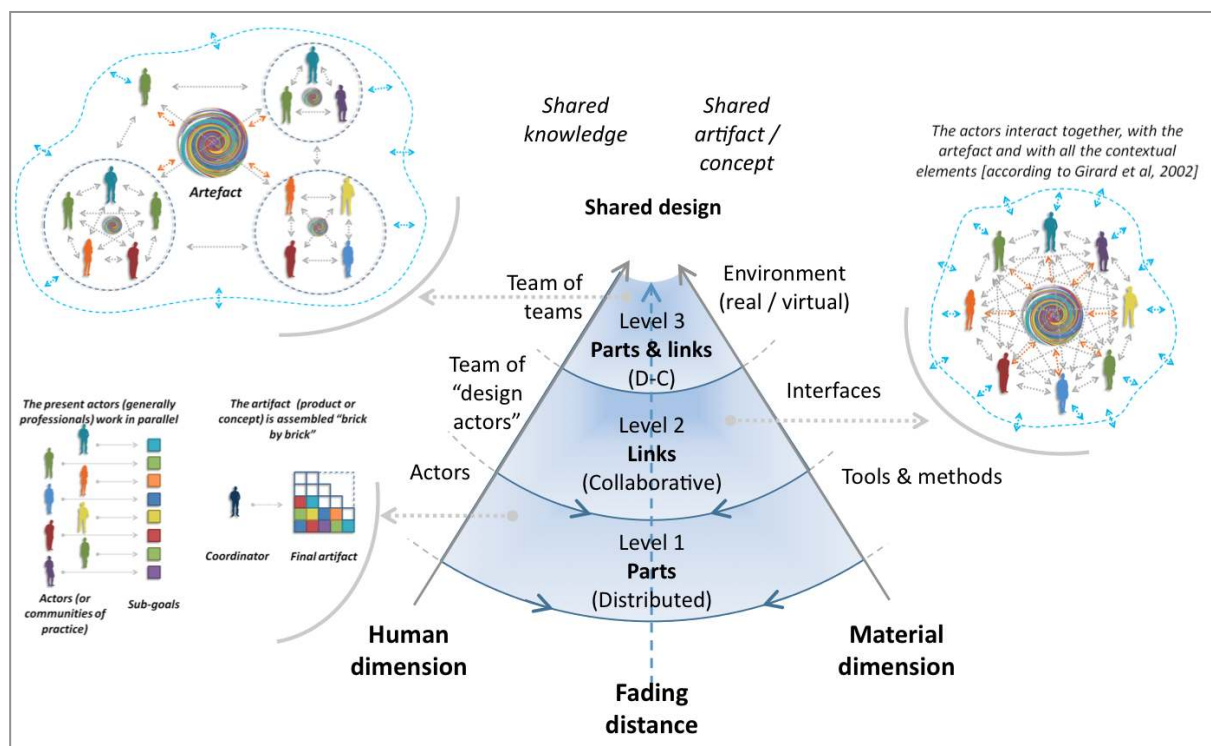 Artefact
Shared
knowledge
Shared
artifact /
concept
Shared design
The actors interact together, with the
artefact and with all the contextual
elements [according to Girard et al, 2002]
Team of
teams
Environment
(real / virtual)
Level 3
Parts & links
(D-C)
Team of
“design
actors”
Interfaces
Level 2
Links
(Collaborative)
Actors
Tools & methods
Level 1
Parts
(Distributed)
The present actors (generally
professionals) work in parallel
The artifact (product or
concept) is assembled “brick
by brick”
Coordinator
Final artifact
Actors (or
communities of
practice)
Sub-goals
Human
dimension
Material
dimension
Fading
distance